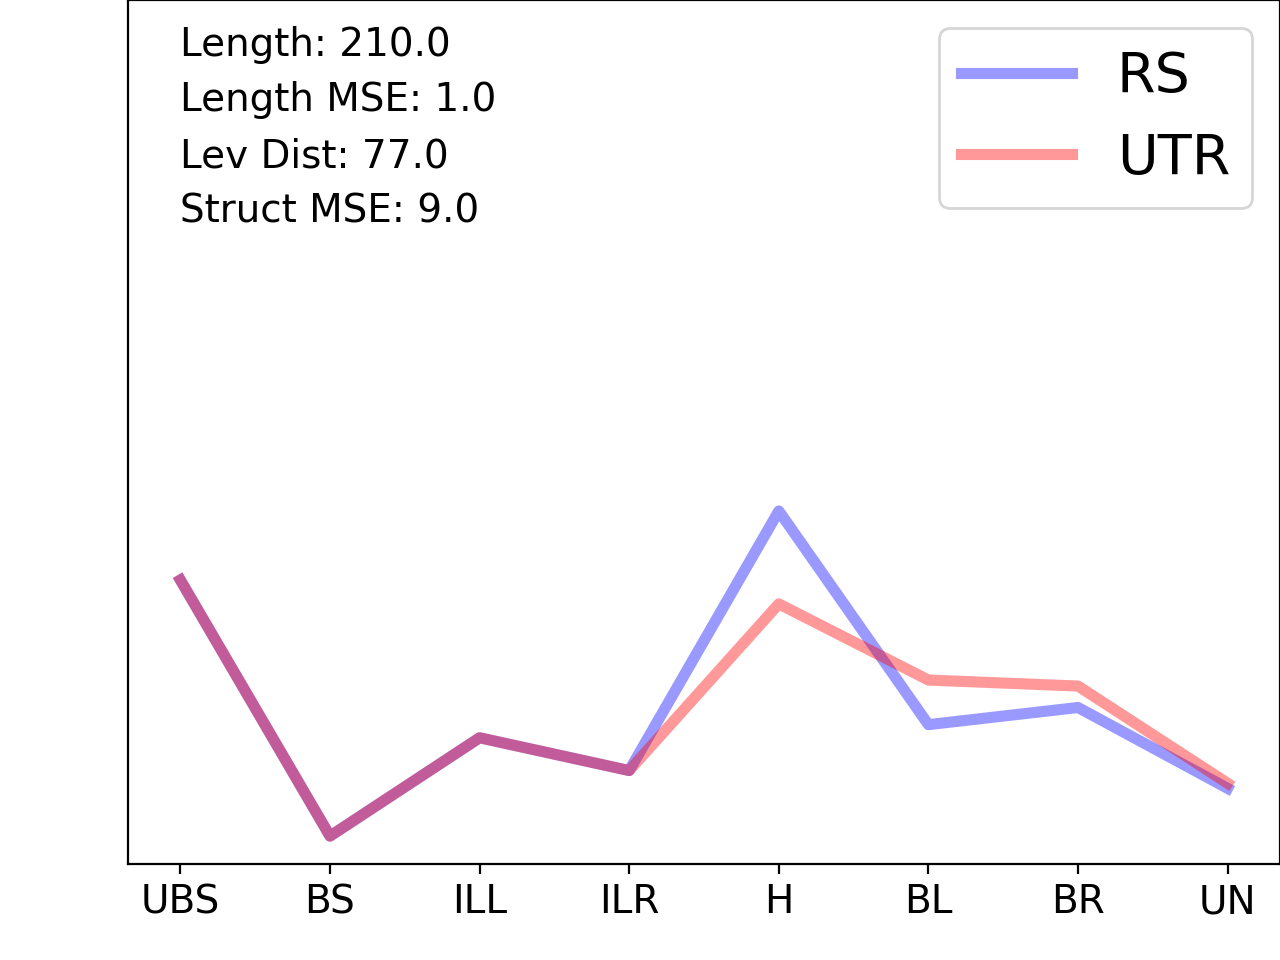 Length: 210.0
Length MSE: 1.0
Lev Dist: 77.0
Struct MSE: 9.0
RS
UTR
UBS BS ILL ILR H BL BR UN